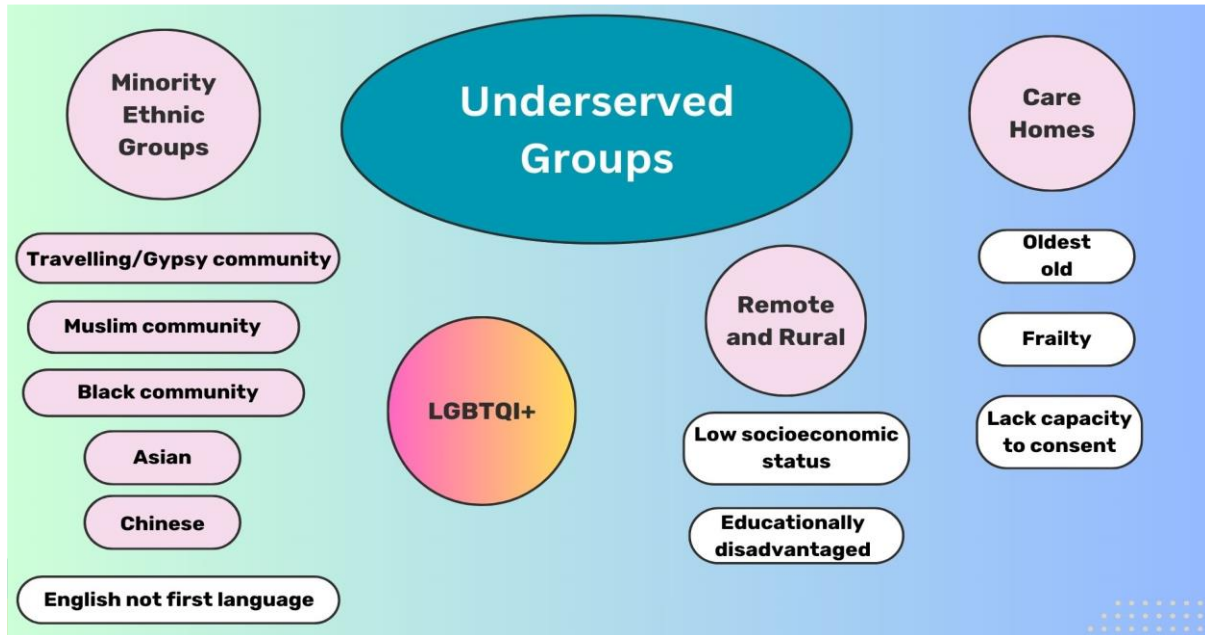 Underserved
Groups
Minority
Ethnic
Groups
Travelling/Gypsy community
Muslim community
Black community
Asian
Chinese
English not first language
LGBTQI+
Remote
and Rural
Low socioeconomic
status
Educationally
disadvantaged
Care
Homes
Oldest
old
Frailty
Lack capacity
to consent